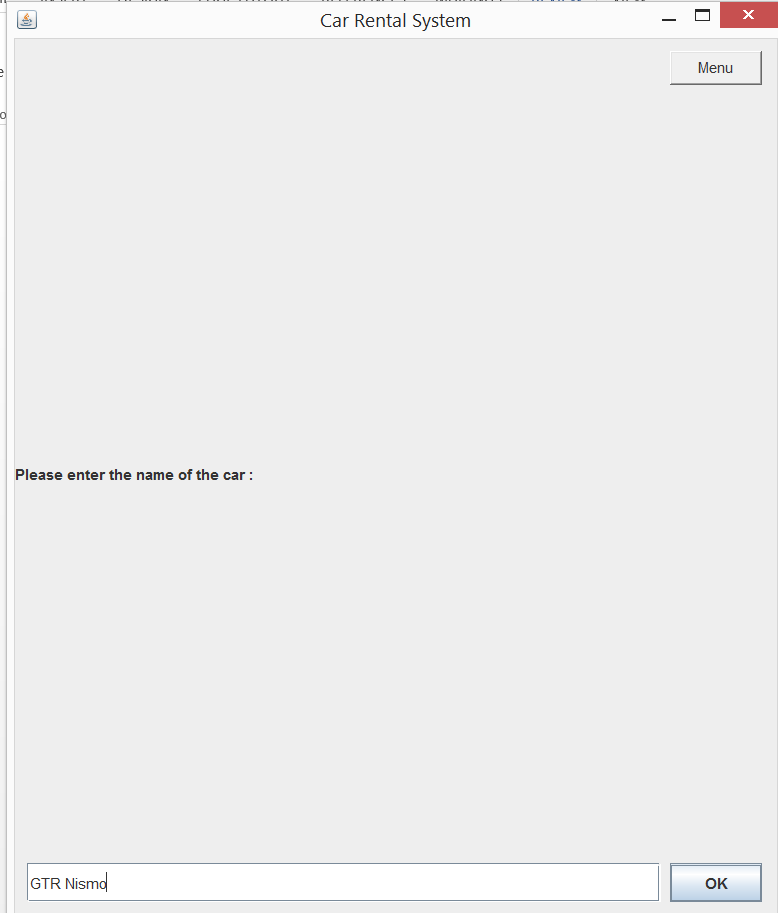 Car Rental System
Menu
Please enter the name of the car :
GTR Nismo
OK